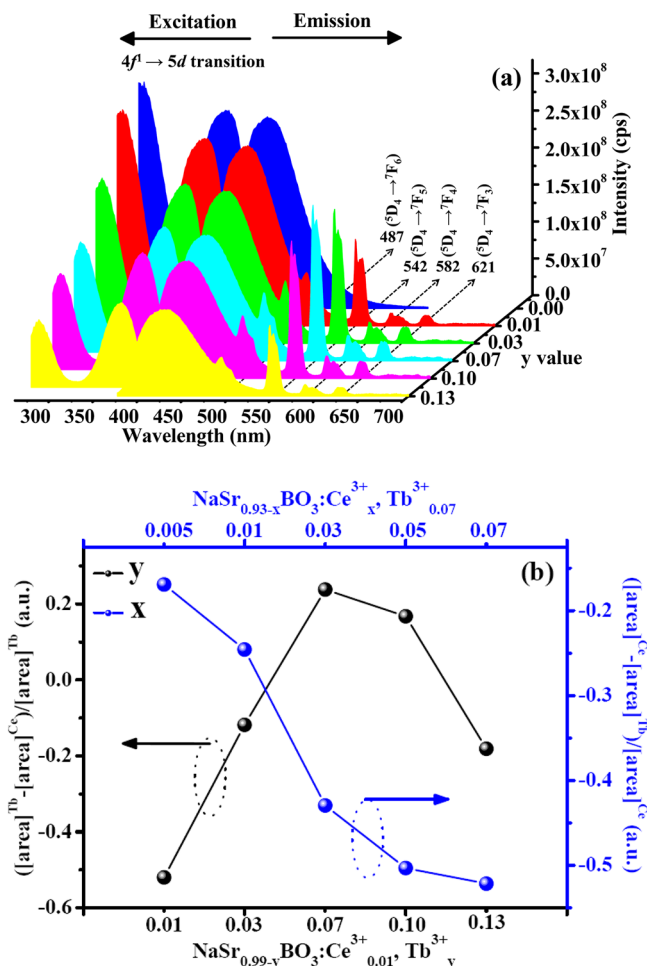 Excitation Emission
4f¹ → 5d transition
(a)
3.0x10⁸
2.5x10⁸
2.0x10⁸
1.5x10⁸
1.0x10⁸
5.0x10⁷
0.00
Intensity (cps)
487 (⁵D₄→⁷F₆)
542 (⁵D₄→⁷F₅)
582 (⁵D₄→⁷F₄)
621 (⁵D₄→⁷F₃)
0.00
0.01
0.03
0.07
0.10
0.13
y value
300 350 400 450 500 550 600 650 700
Wavelength (nm)
NaSr₀.₉₃₋ₓBO₃:Ce³⁺ₓ, Tb³⁺₀.₀₇
0.005 0.01 0.03 0.05 0.07
y
x
(b)
0.2
0.0
-0.2
-0.4
-0.6
([area]ᵀᵇ-[area]ᶜᵉ)/[area]ᵀᵇ (a.u.)
-0.2
-0.3
-0.4
-0.5
([area]ᶜᵉ-[area]ᵀᵇ)/[area]ᶜᵉ (a.u.)
0.01 0.03 0.07 0.10 0.13
NaSr₀.₉₉₋yBO₃:Ce³⁺₀.₀₁, Tb³⁺y